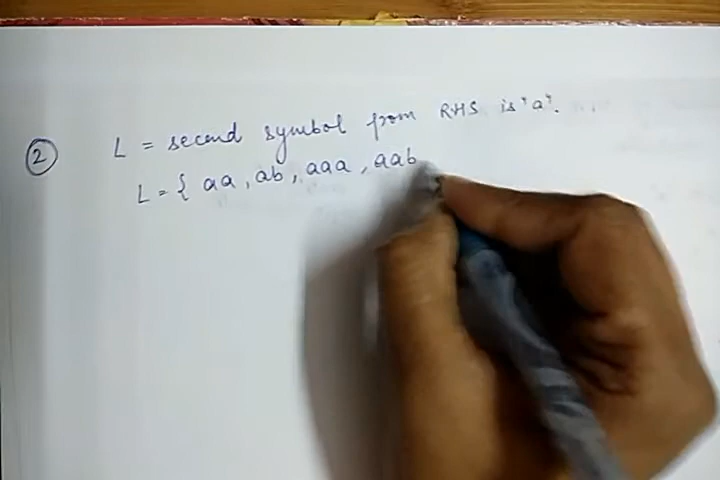 ② L = second symbol from RHS is "a".
L = { aa, ab, aaa, aab